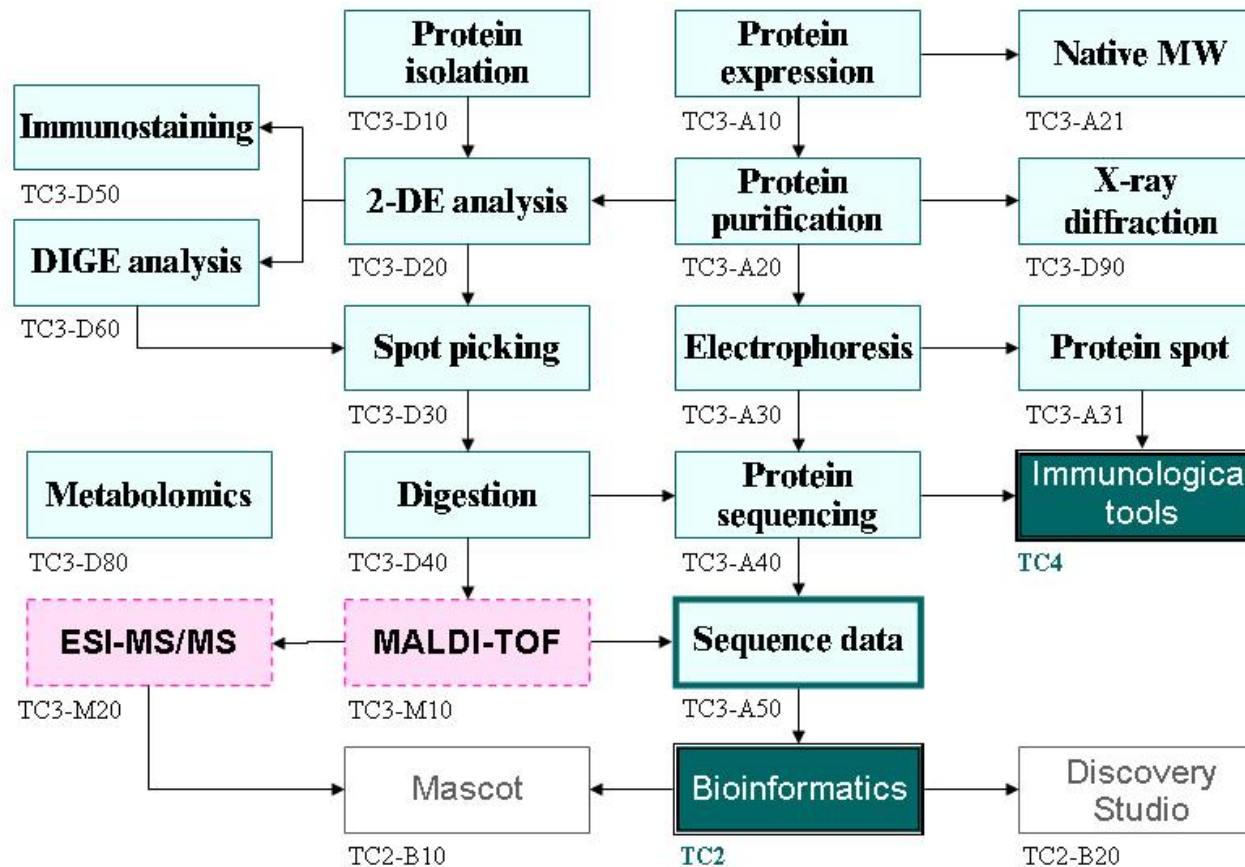 Protein
isolation
Protein
expression
Native MW
TC3-D10
TC3-A10
TC3-A21
Immunostaining
TC3-D50
2-DE analysis
Protein
purification
X-ray
diffraction
TC3-D20
TC3-A20
TC3-D90
DIGE analysis
TC3-D60
Spot picking
Electrophoresis
Protein spot
TC3-D30
TC3-A30
TC3-A31
Metabolomics
Digestion
Protein
sequencing
Immunological
tools
TC3-D80
TC3-D40
TC3-A40
TC4
ESI-MS/MS
MALDI-TOF
Sequence data
TC3-M20
TC3-M10
TC3-A50
Mascot
Bioinformatics
Discovery
Studio
TC2-B10
TC2
TC2-B20